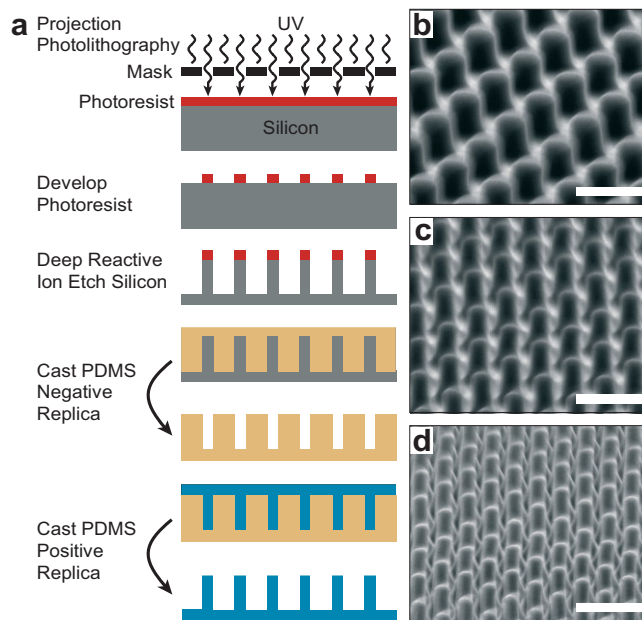 a
Projection
Photolithography
UV
Mask
Photoresist
Silicon
Develop
Photoresist
Deep Reactive
Ion Etch Silicon
Cast PDMS
Negative
Replica
Cast PDMS
Positive
Replica
b
c
d